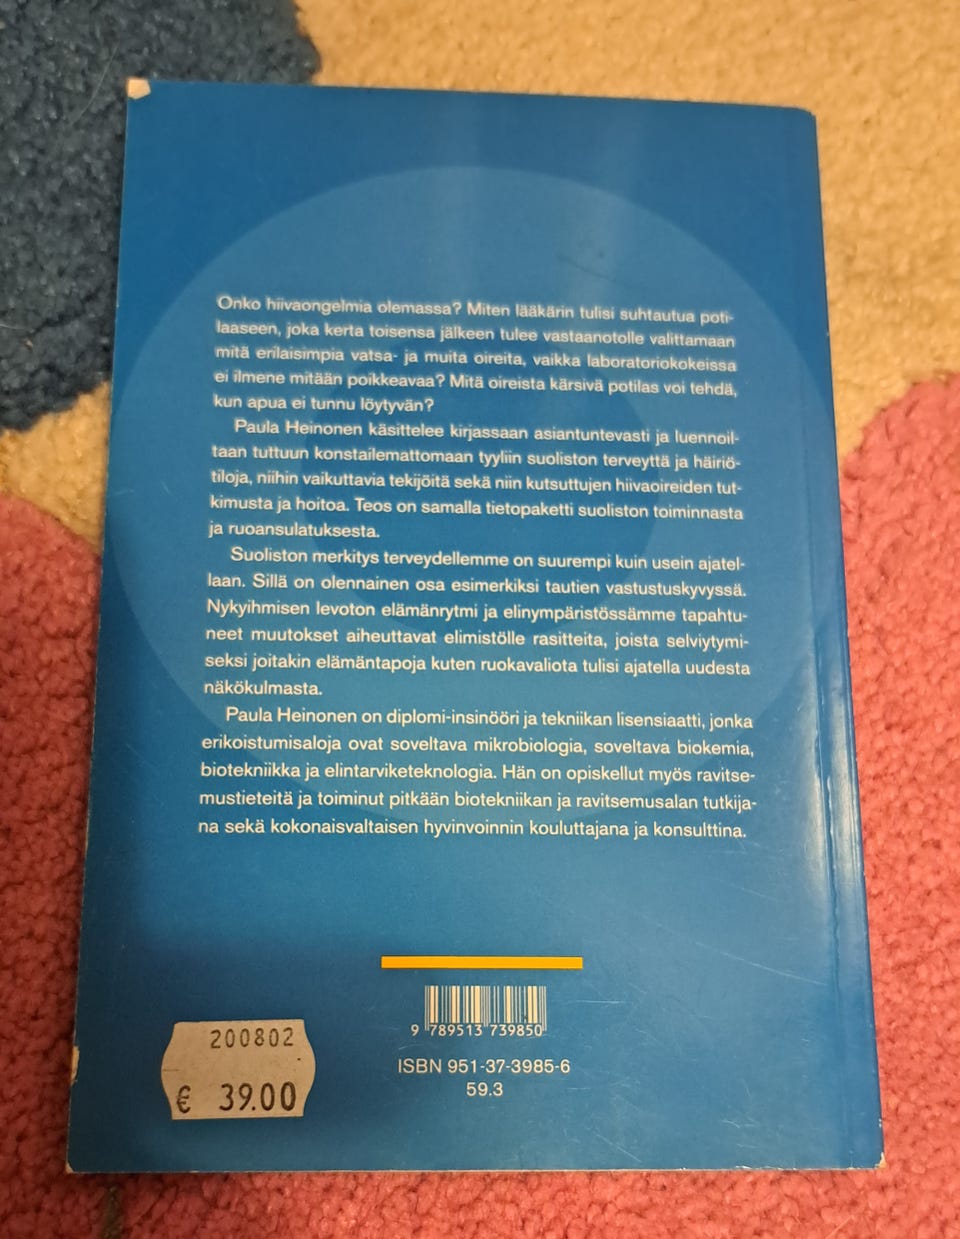 Onko hiivaongelmia olemassa? Miten lääkärin tulisi suhtautua poti-
laaseen, joka kerta toisensa jälkeen tulee vastaanotolle valittamaan
mitä erilaisimpia vatsa- ja muita oireita, vaikka laboratoriokokeissa
ei ilmene mitään poikkeavaa? Mitä oireista kärsivä potilas voi tehdä,
kun apua ei tunnu löytyvän?
Paula Heinonen käsittelee kirjassaan asiantuntevasti ja luennoil-
taan tuttuun konstailemattomaan tyyliin suoliston terveyttä ja häiriö-
tiloja, niihin vaikuttavia tekijöitä sekä niin kutsuttujen hiivaoireiden tut-
kimusta ja hoitoa. Teos on samalla tietopaketti suoliston toiminnasta
ja ruoansulatuksesta.
Suoliston merkitys terveydellemme on suurempi kuin usein ajatel-
laan. Sillä on olennainen osa esimerkiksi tautien vastustuskyvyssä.
Nykyihmisen levoton elämänrytmi ja elinympäristössämme tapahtu-
neet muutokset aiheuttavat elimistölle rasitteita, joista selviytymi-
seksi joitakin elämäntapoja kuten ruokavaliota tulisi ajatella uudesta
näkökulmasta.
Paula Heinonen on diplomi-insinööri ja tekniikan lisensiaatti, jonka
erikoistumisaloja ovat soveltava mikrobiologia, soveltava biokemia,
biotekniikka ja elintarviketeknologia. Hän on opiskellut myös ravitse-
mustieteitä ja toiminut pitkään biotekniikan ja ravitsemusalan tutkija-
na sekä kokonaisvaltaisen hyvinvoinnin kouluttajana ja konsulttina.
9 789513 739850
ISBN 951-37-3985-6
59.3
200802
€ 39.00